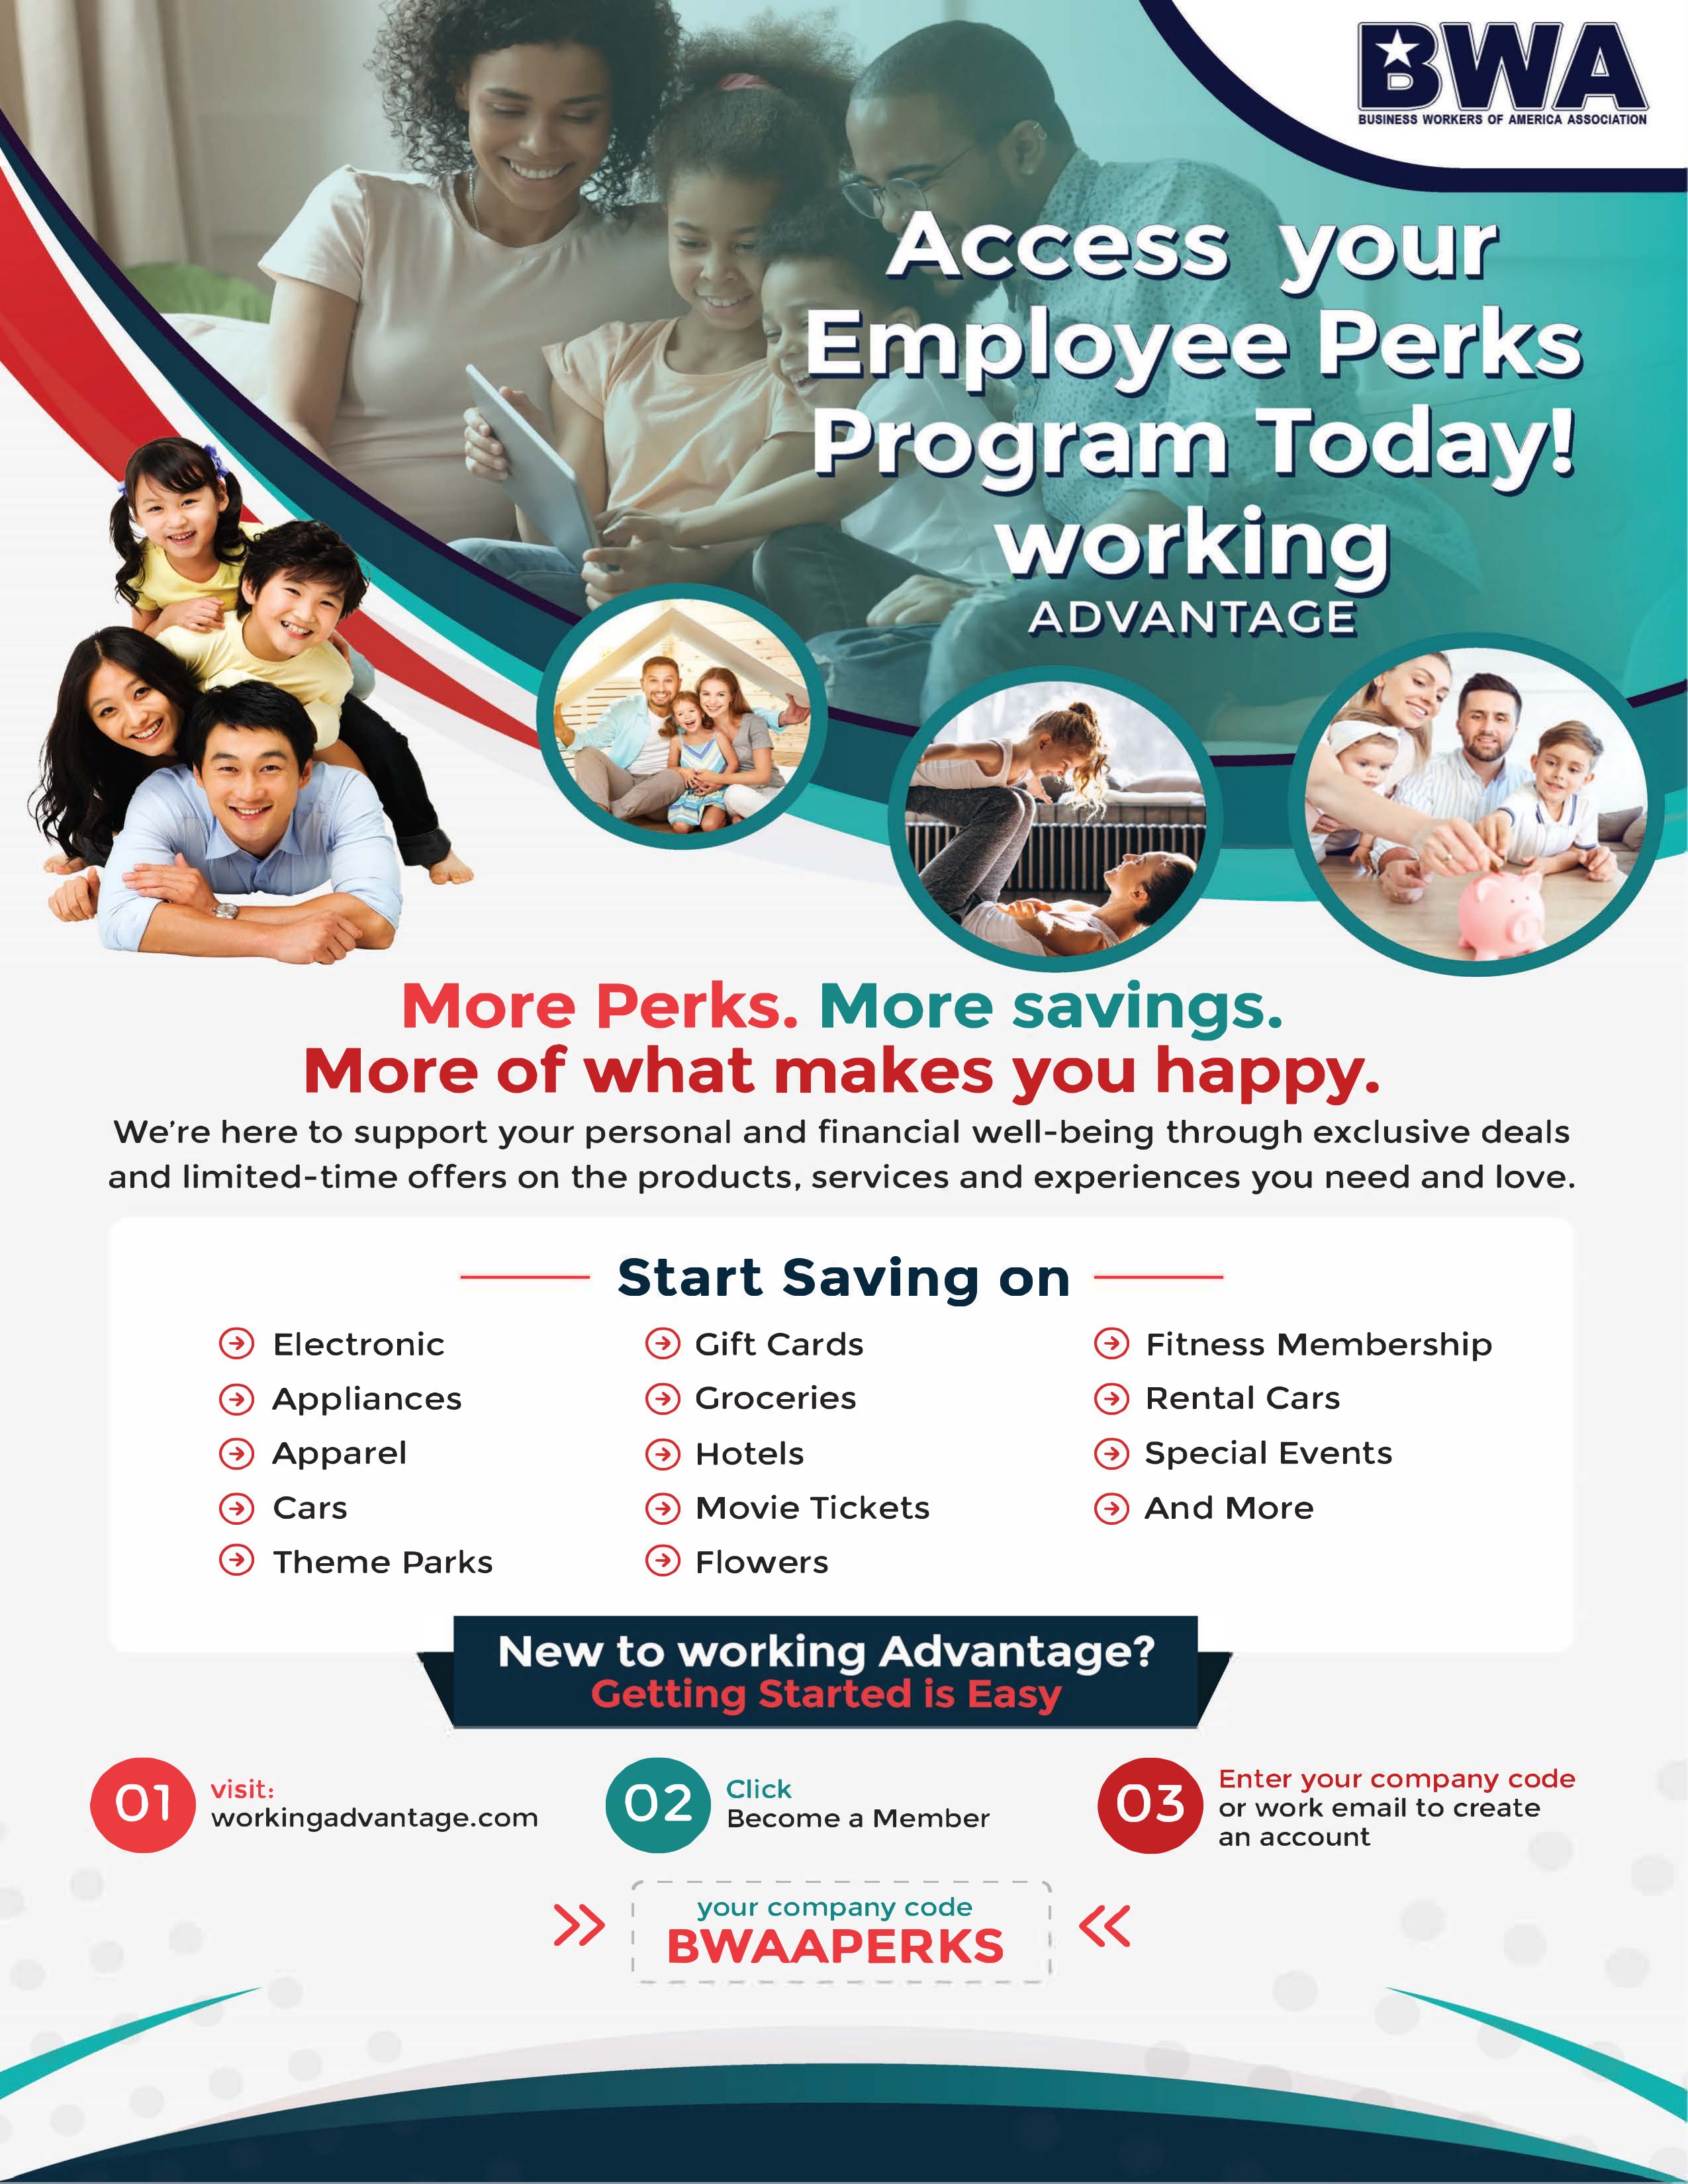 BWA
BUSINESS WORKERS OF AMERICA ASSOCIATION
Access your
Employee Perks
Program Today!
working
ADVANTAGE
More Perks. More savings.
More of what makes you happy.
We're here to support your personal and financial well-being through exclusive deals
and limited-time offers on the products, services and experiences you need and love.
Start Saving on
Electronic
Appliances
Apparel
Cars
Theme Parks
Gift Cards
Groceries
Hotels
Movie Tickets
Flowers
Fitness Membership
Rental Cars
Special Events
And More
New to working Advantage?
Getting Started is Easy
01
visit:
workingadvantage.com
02
Click
Become a Member
03
Enter your company code
or work email to create
an account
your company code
BWAAPERKS